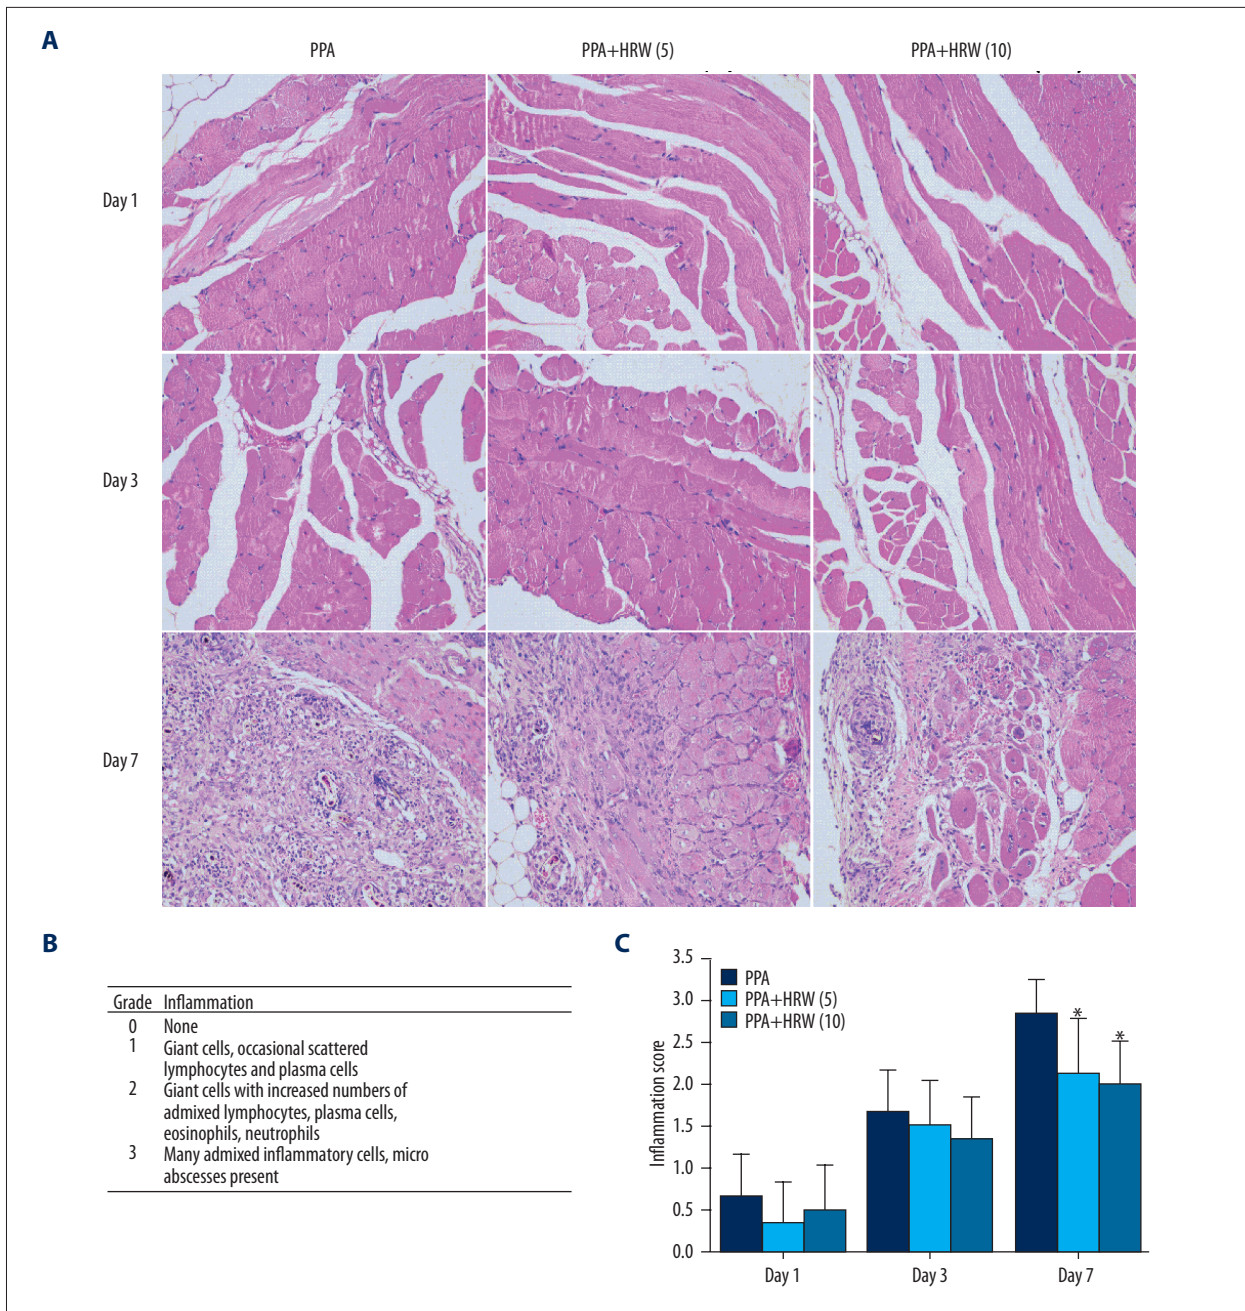 A
PPA
PPA+HRW (5)
PPA+HRW (10)
Day 1
Day 3
Day 7
B
Grade Inflammation
0 None
1 Giant cells, occasional scattered
lymphocytes and plasma cells
2 Giant cells with increased numbers of
admixed lymphocytes, plasma cells,
eosinophils, neutrophils
3 Many admixed inflammatory cells, micro
abscesses present
C
PPA
PPA+HRW (5)
PPA+HRW (10)
Inflammation score
3.5
3.0
2.5
2.0
1.5
1.0
0.5
0.0
*
*
Day 1
Day 3
Day 7